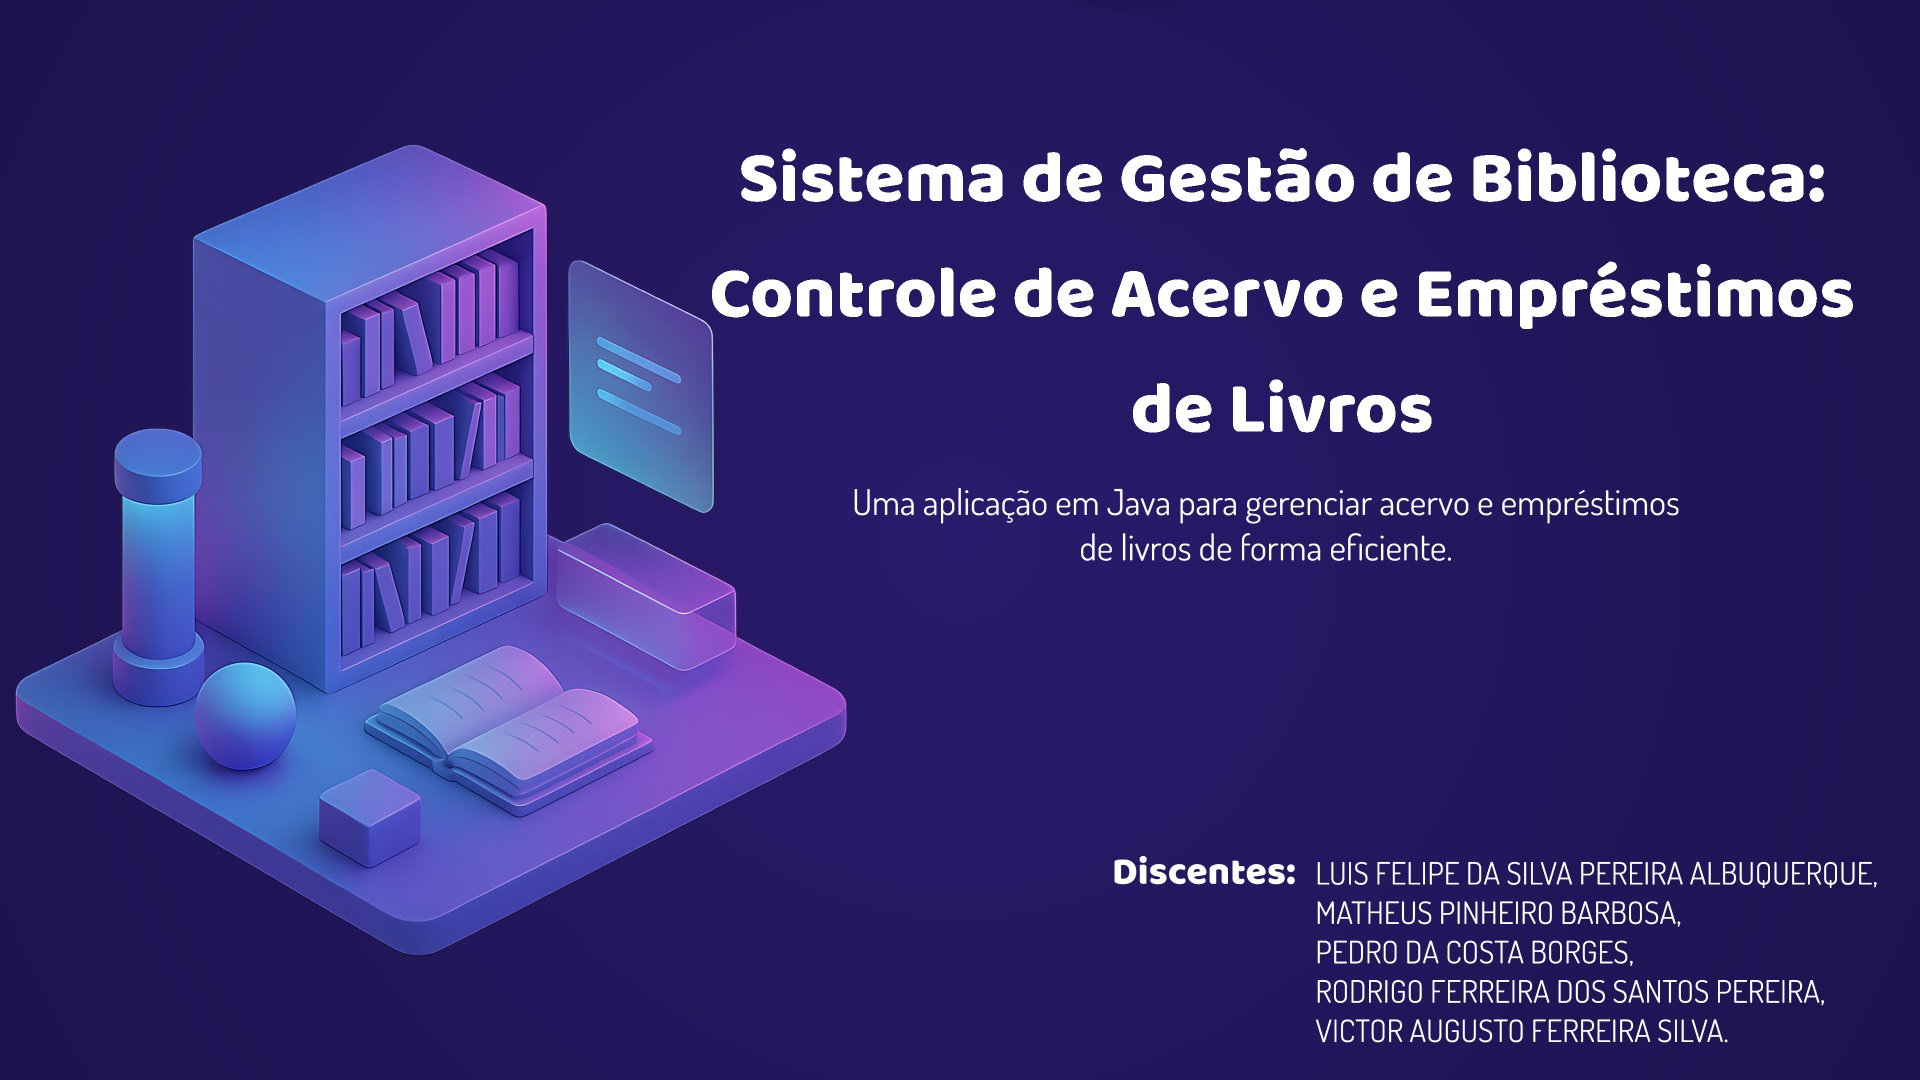 Sistema de Gestão de Biblioteca:
Controle de Acervo e Empréstimos
de Livros
Uma aplicação em Java para gerenciar acervo e empréstimos
de livros de forma eficiente.
Discentes: LUIS FELIPE DA SILVA PEREIRA ALBUQUERQUE,
MATHEUS PINHEIRO BARBOSA,
PEDRO DA COSTA BORGES,
RODRIGO FERREIRA DOS SANTOS PEREIRA,
VICTOR AUGUSTO FERREIRA SILVA.